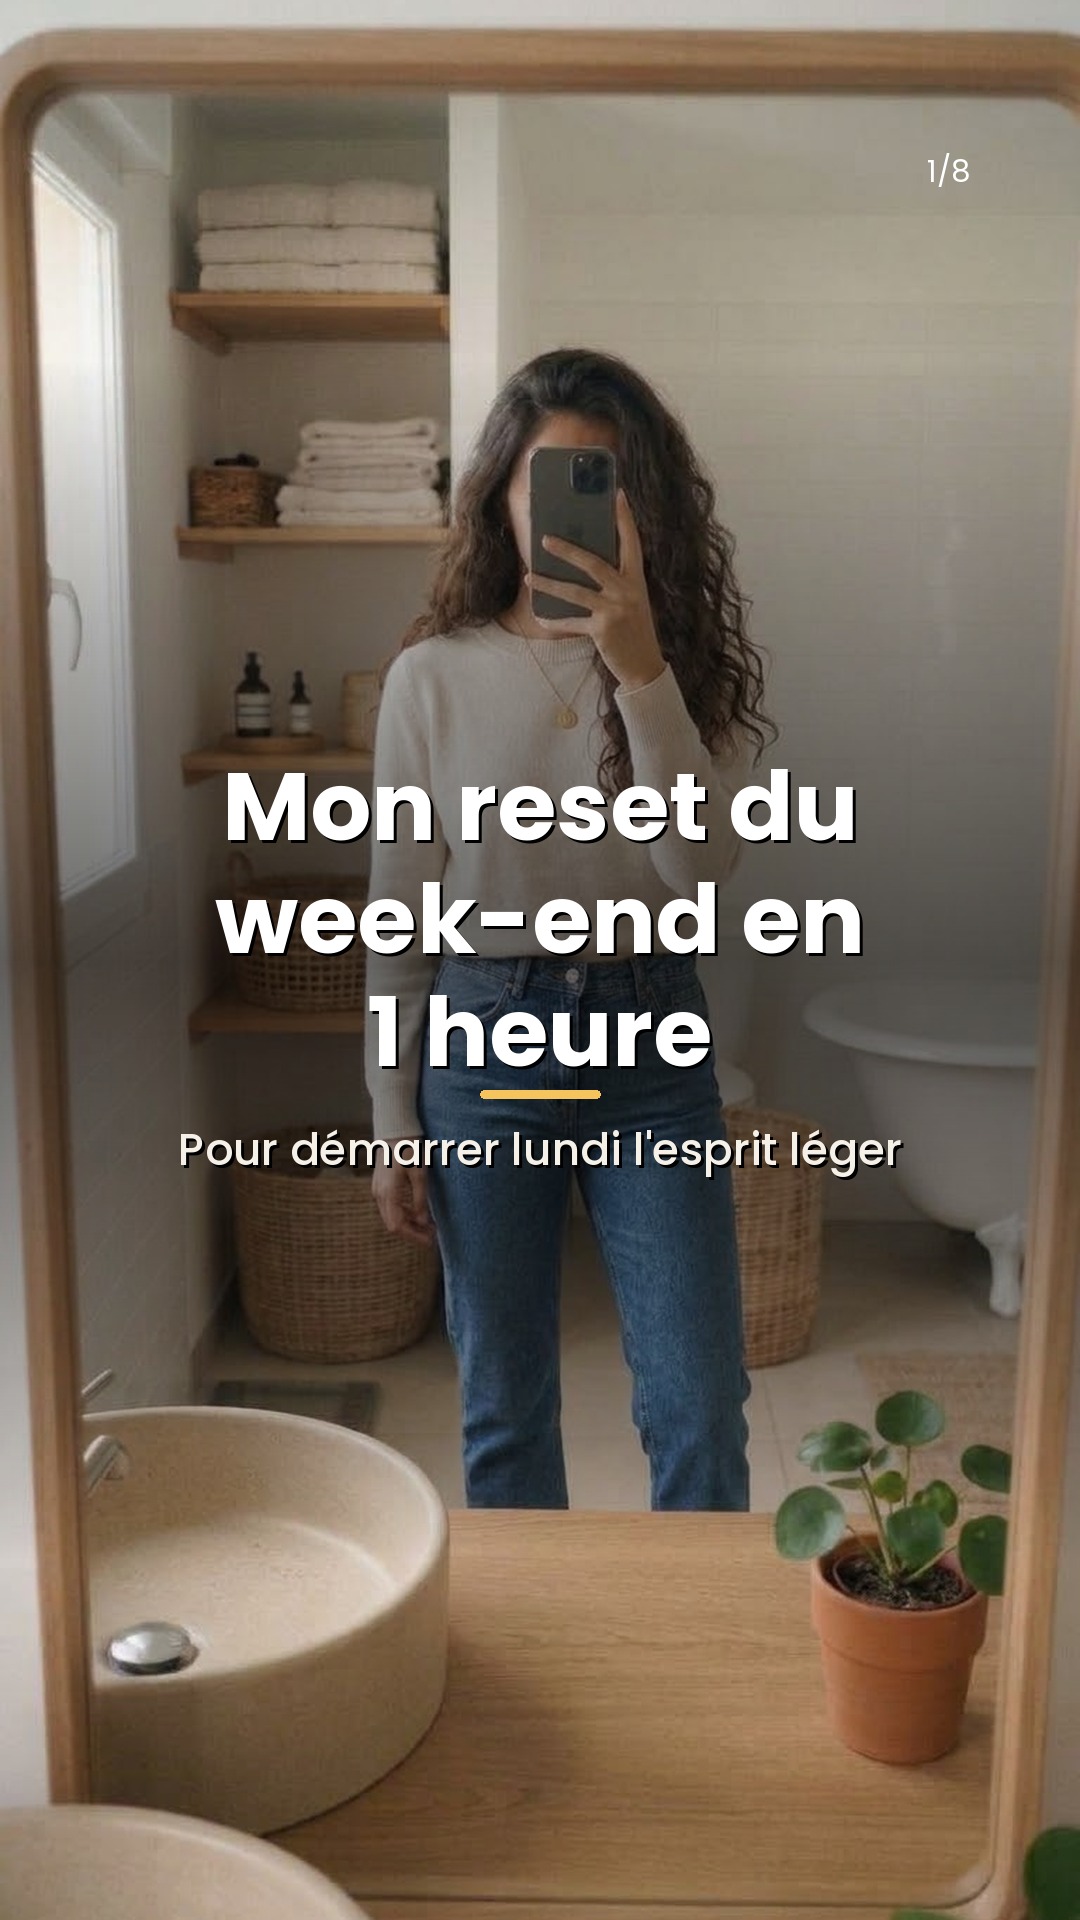 1/8
Mon reset du
week-end en
1 heure
Pour démarrer lundi l'esprit léger